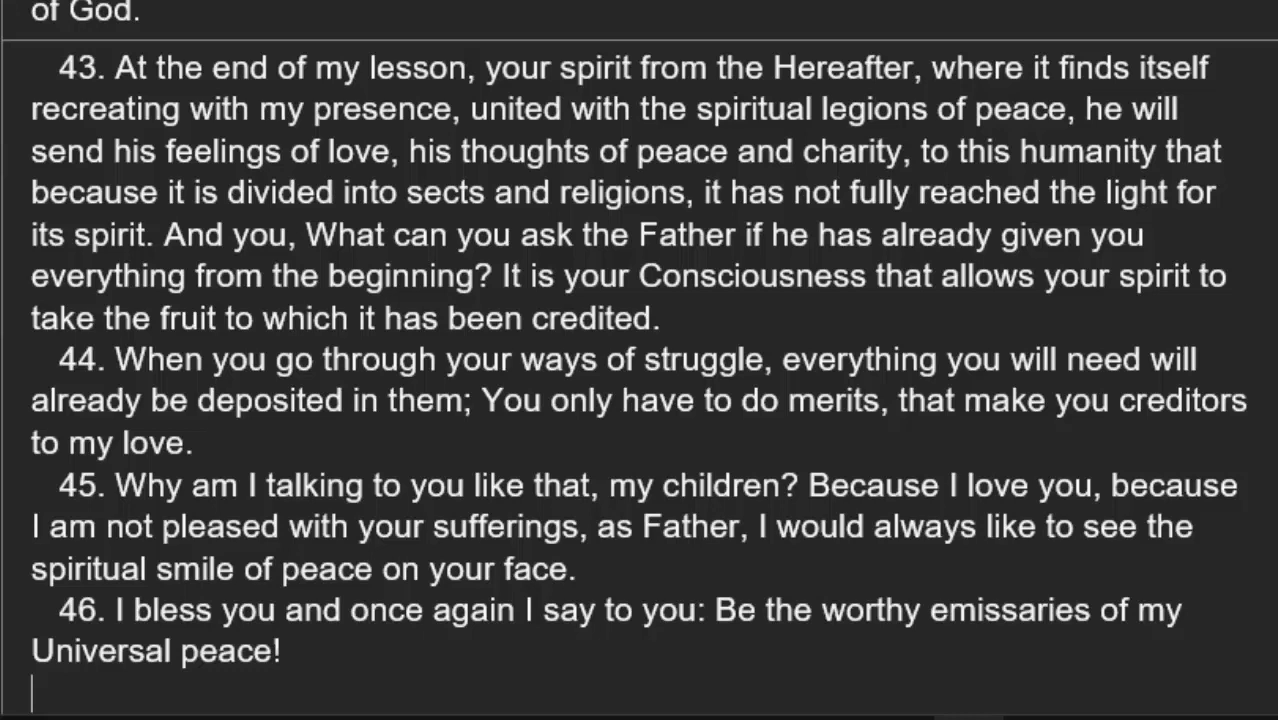 of God.
43. At the end of my lesson, your spirit from the Hereafter, where it finds itself
recreating with my presence, united with the spiritual legions of peace, he will
send his feelings of love, his thoughts of peace and charity, to this humanity that
because it is divided into sects and religions, it has not fully reached the light for
its spirit. And you, What can you ask the Father if he has already given you
everything from the beginning? It is your Consciousness that allows your spirit to
take the fruit to which it has been credited.
44. When you go through your ways of struggle, everything you will need will
already be deposited in them; You only have to do merits, that make you creditors
to my love.
45. Why am I talking to you like that, my children? Because I love you, because
I am not pleased with your sufferings, as Father, I would always like to see the
spiritual smile of peace on your face.
46. I bless you and once again I say to you: Be the worthy emissaries of my
Universal peace!